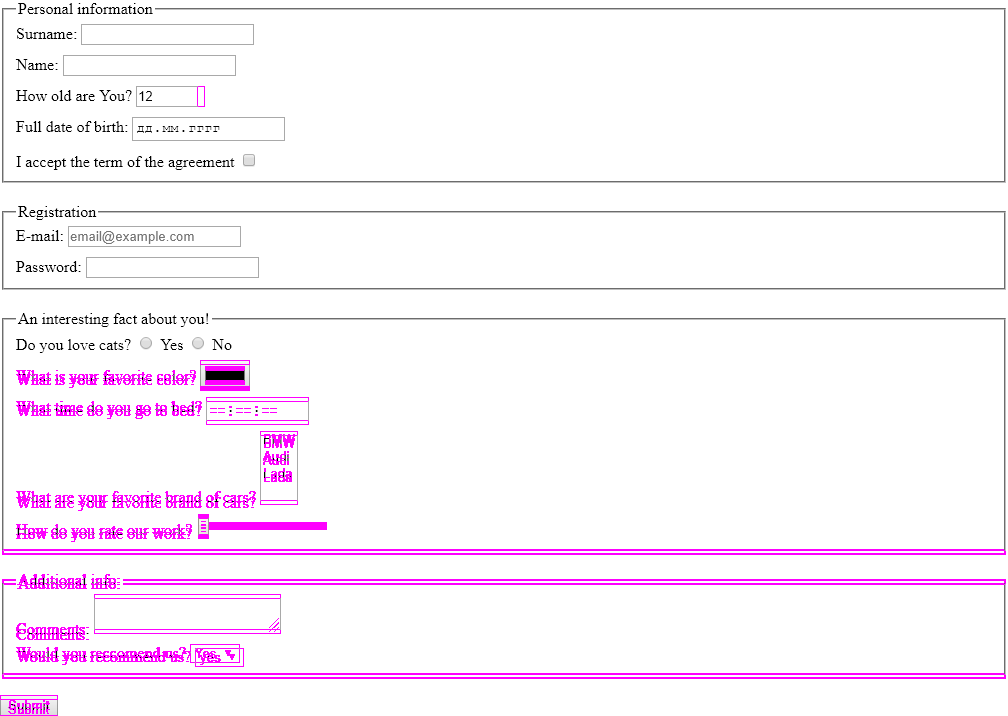 Personal information
Surname:
Name:
How old are You? 12
Full date of birth: дд.мм.гггг
I accept the term of the agreement
Registration
E-mail: email@example.com
Password:
An interesting fact about you!
Do you love cats? Yes No
What is your favorite color?
What time do you go to bed? --:--:--
BMW
Audi
Lada
What are your favorite brand of cars?
How do you rate our work?
Additional info:
Comments:
Would you recommend us? yes
Submit